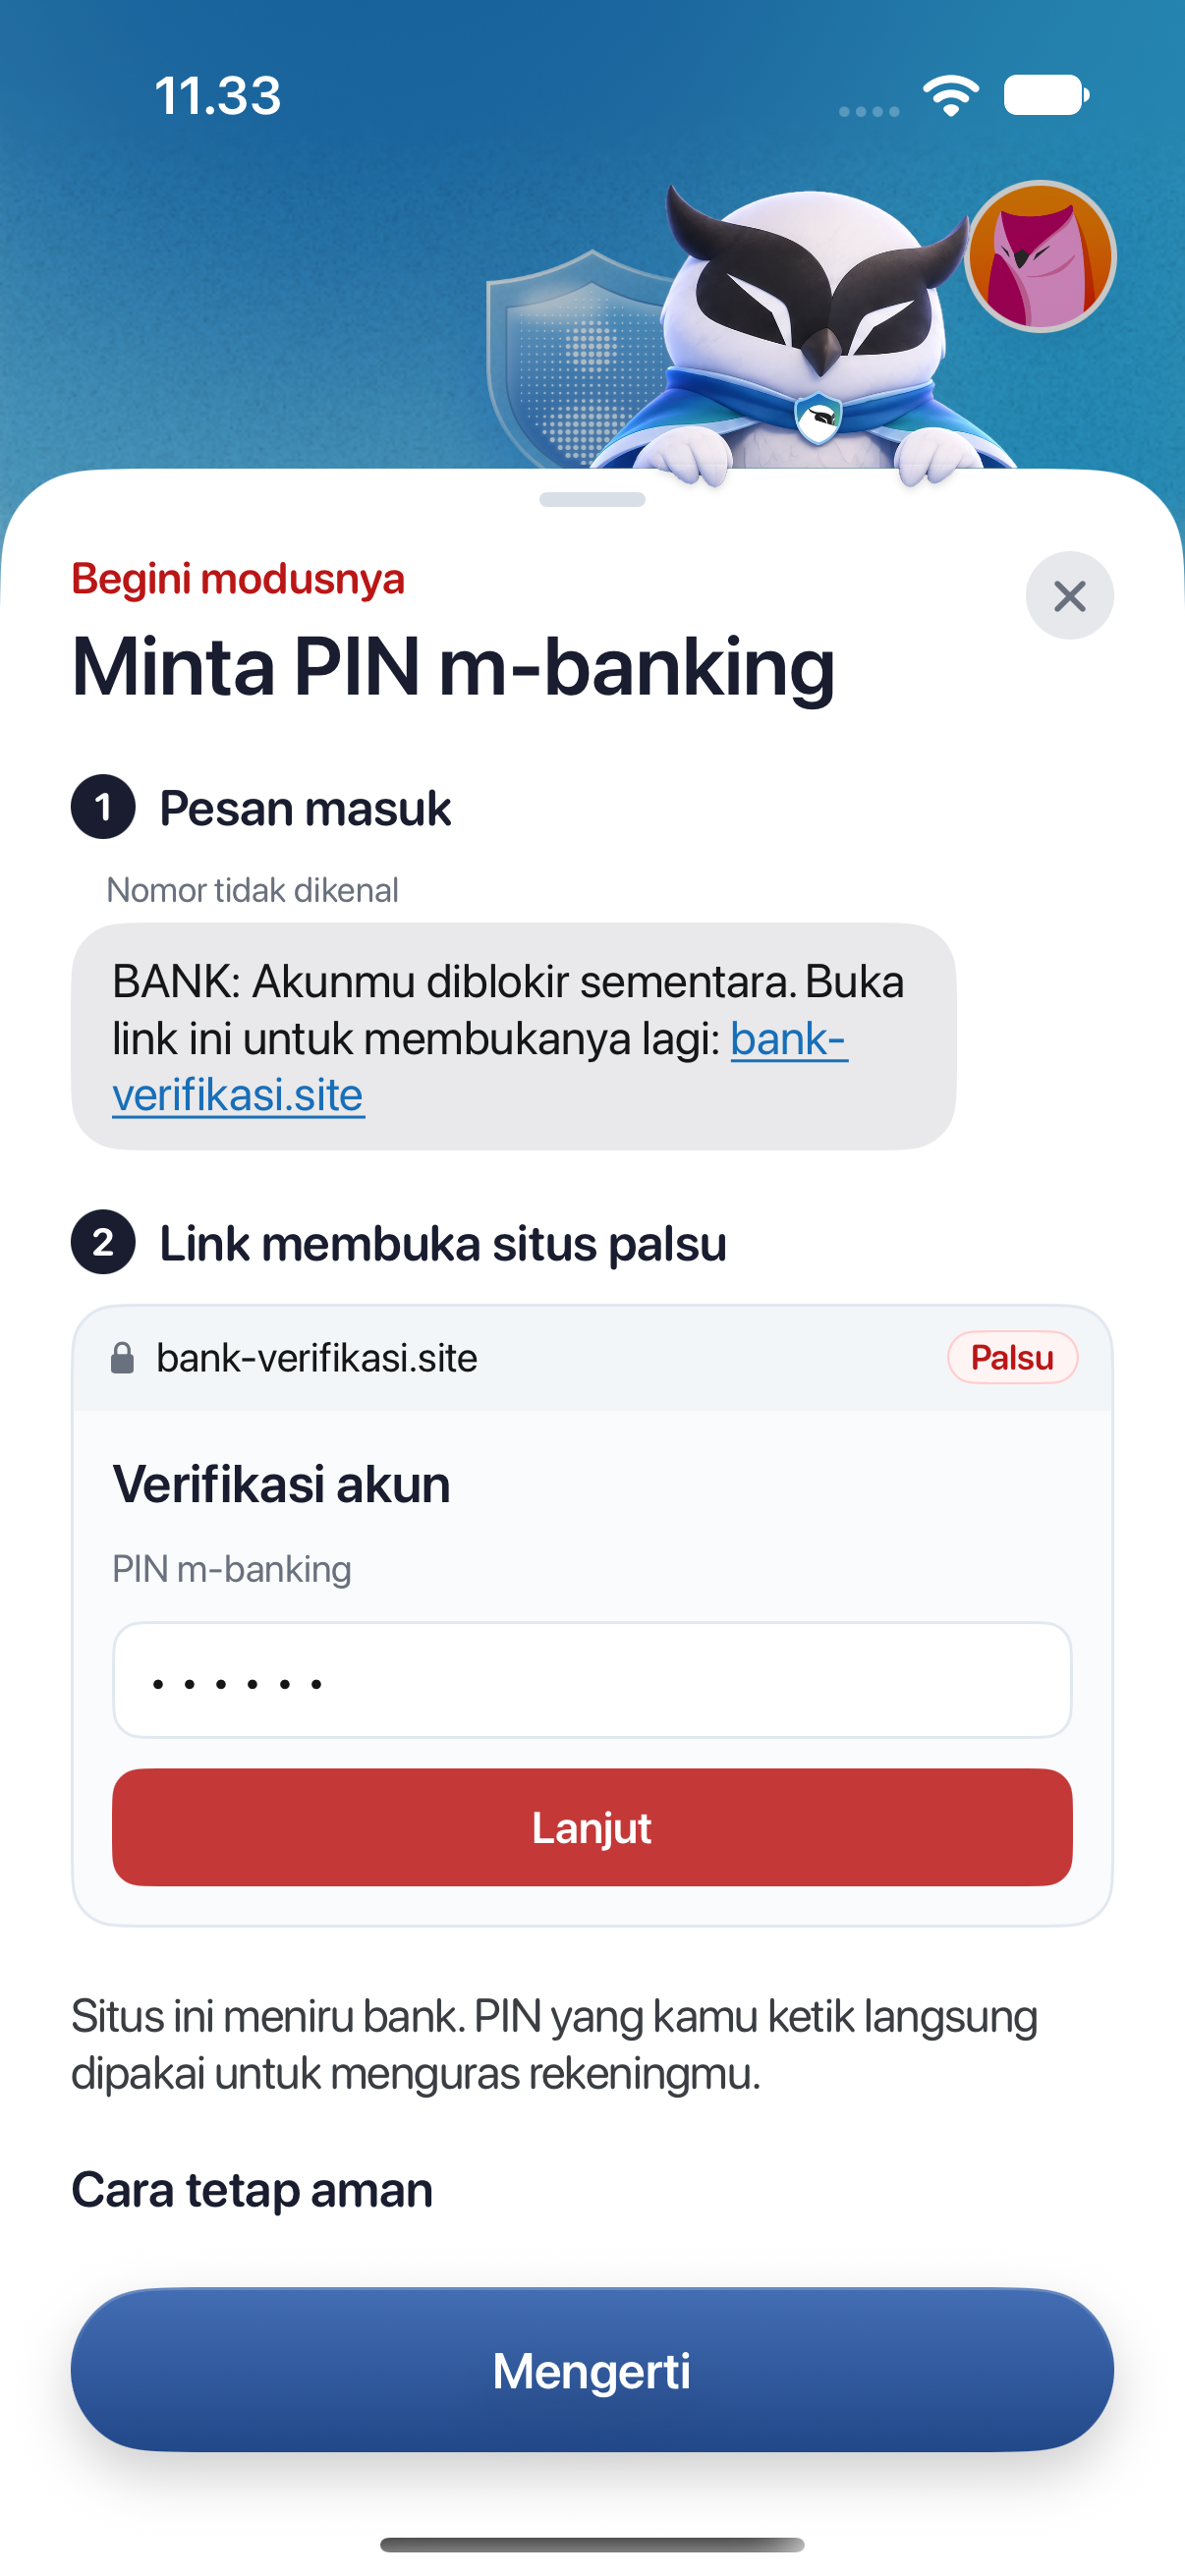 11.33
Begini modusnya
Minta PIN m-banking
1 Pesan masuk
Nomor tidak dikenal
BANK: Akunmu diblokir sementara. Buka
link ini untuk membukanya lagi: bank-
verifikasi.site
2 Link membuka situs palsu
bank-verifikasi.site Palsu
Verifikasi akun
PIN m-banking
• • • • • •
Lanjut
Situs ini meniru bank. PIN yang kamu ketik langsung
dipakai untuk menguras rekeningmu.
Cara tetap aman
Mengerti